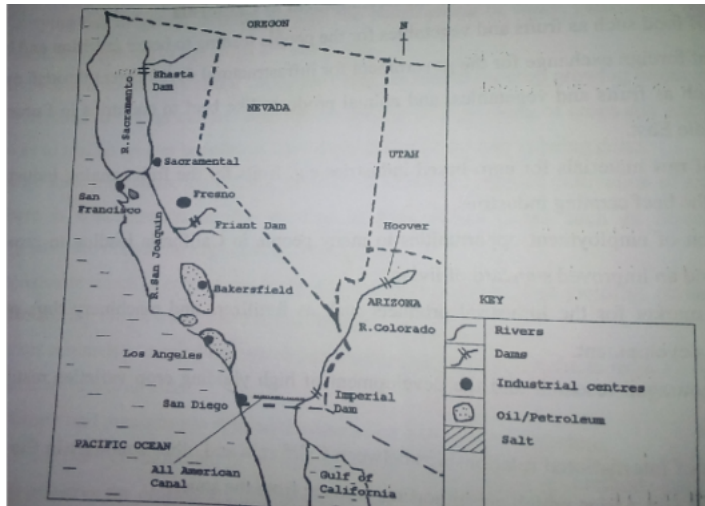 OREGON
N
Shasta
Dam
R.Sacramento
NEVADA
UTAH
Sacramental
San
Francisco
Fresno
Friant Dam
Hoover
R.San Joaquin
Bakersfield
ARIZONA
R.Colorado
Los Angeles
San Diego
Imperial
Dam
PACIFIC OCEAN
All American
Canal
Gulf of
California
KEY
Rivers
Dams
Industrial centres
Oil/Petroleum
Salt